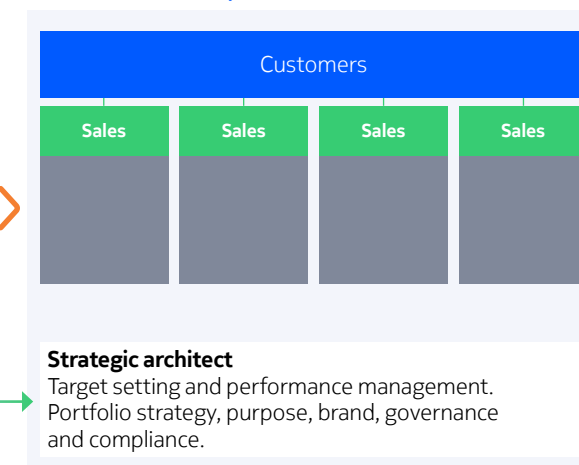 Customers
Sales Sales Sales Sales
Strategic architect
Target setting and performance management.
Portfolio strategy, purpose, brand, governance
and compliance.